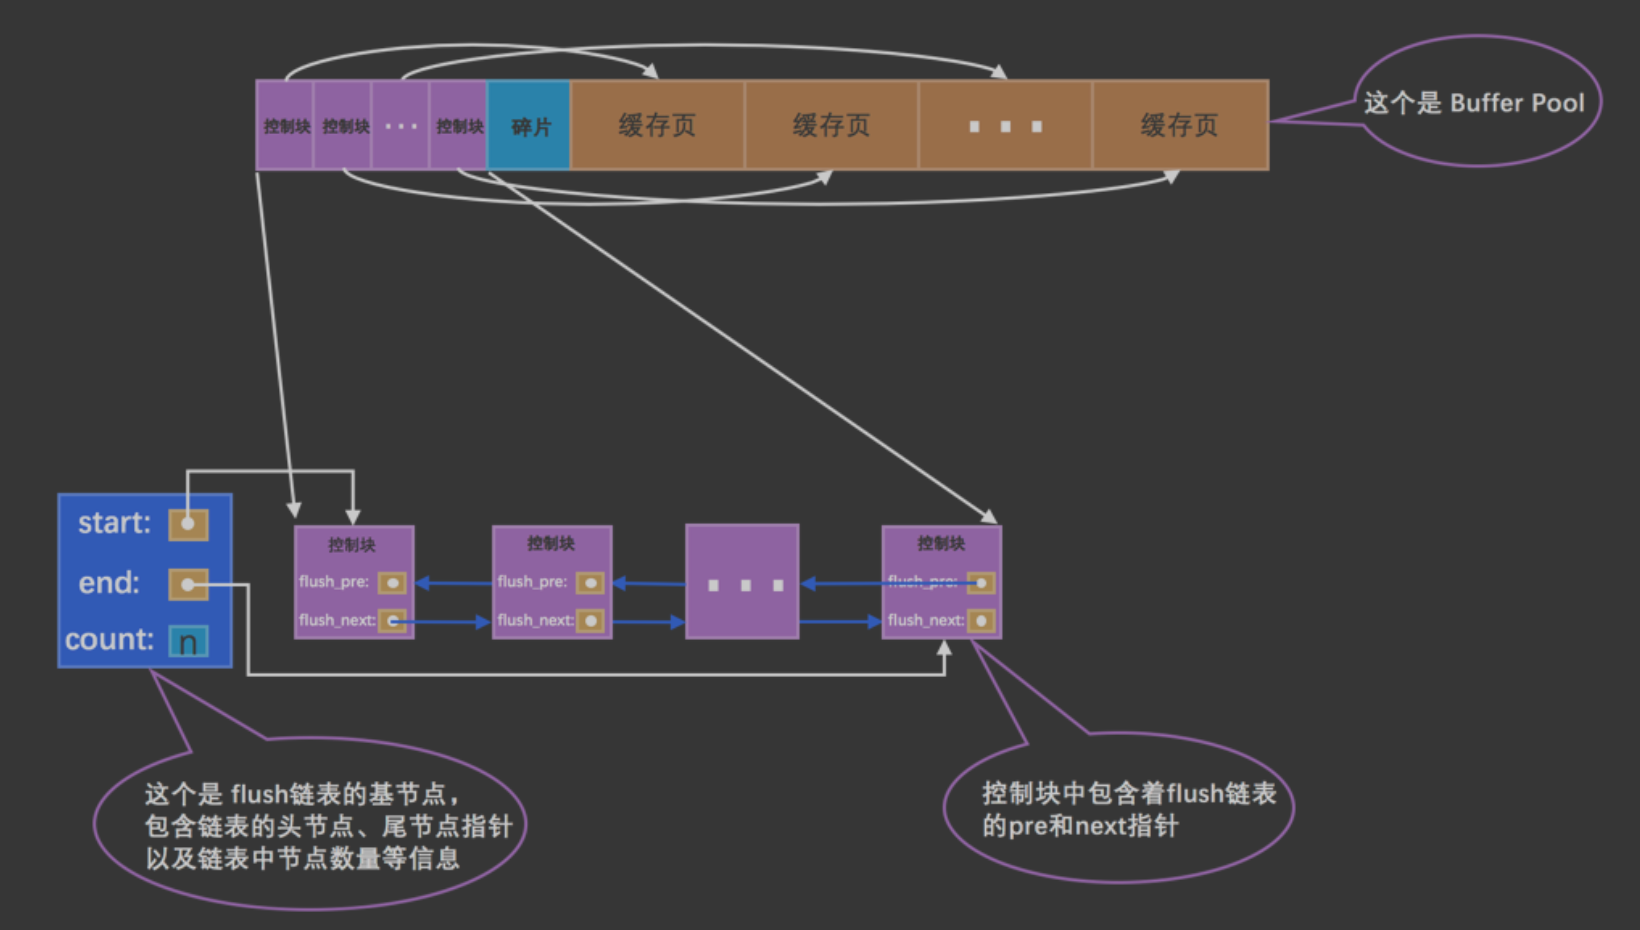 控制块
控制块
控制块
碎片
缓存页
缓存页
缓存页
这个是 Buffer Pool
start:
end:
count:
n
控制块
flush_pre:
flush_next:
控制块
flush_pre:
flush_next:
控制块
flush_pre:
flush_next:
这个是 flush链表的基节点，
包含链表的头节点、尾节点指针
以及链表中节点数量等信息
控制块中包含着flush链表
的pre和next指针